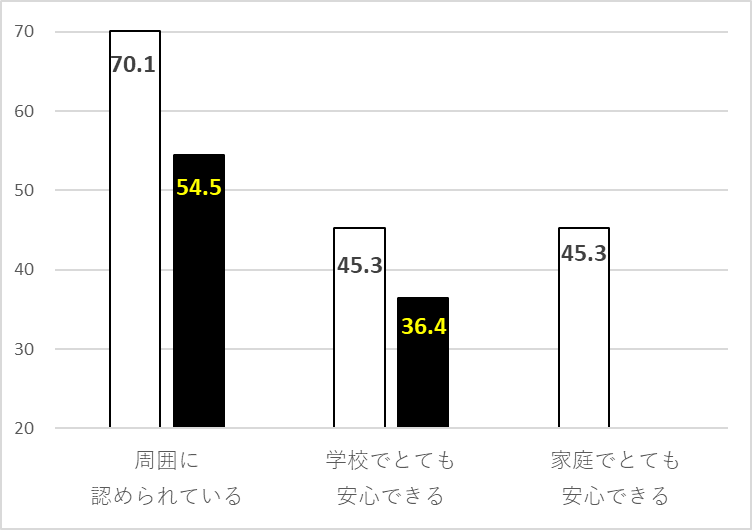 70
60
50
40
30
20
70.1
54.5
45.3
36.4
45.3
周囲に
認められている
学校でとても
安心できる
家庭でとても
安心できる